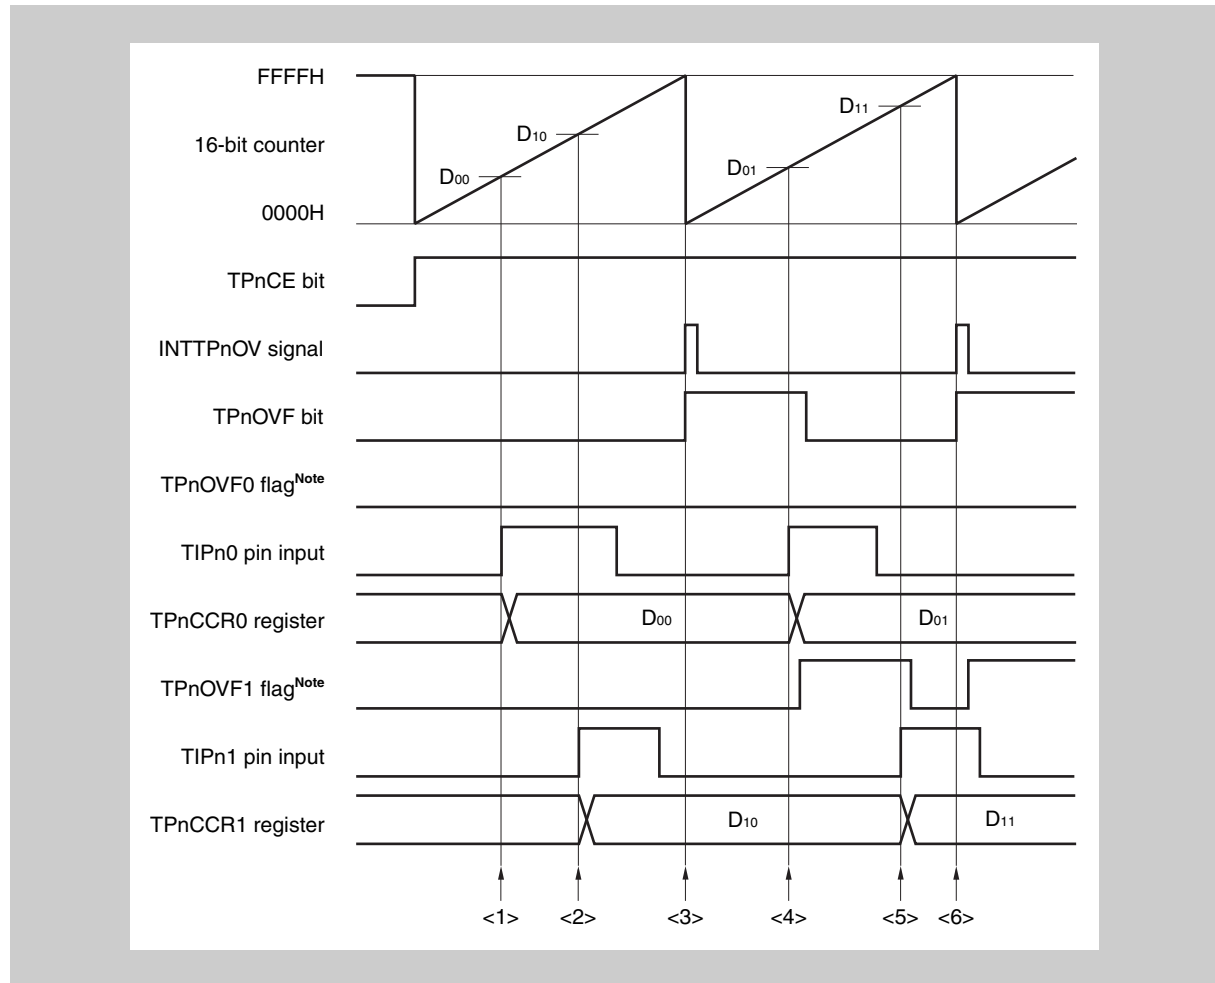 FFFFH
D11
D10
16-bit counter
D01
D00
0000H
TPnCE bit
INTTPnOV signal
TPnOVF bit
TPnOVF0 flagNote
TIPn0 pin input
TPnCCR0 register D00 D01
TPnOVF1 flagNote
TIPn1 pin input
TPnCCR1 register D10 D11
<1> <2> <3> <4> <5> <6>